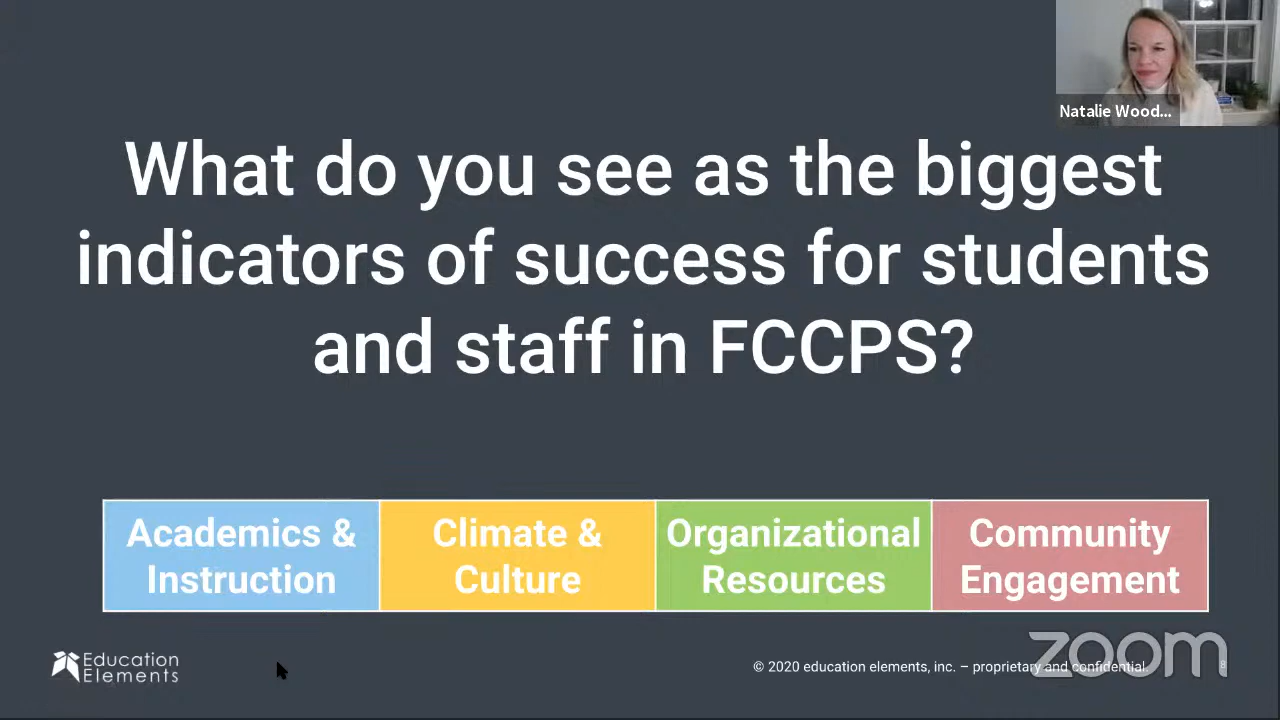 Natalie Wood...
What do you see as the biggest
indicators of success for students
and staff in FCCPS?
Academics &
Instruction
Climate &
Culture
Organizational
Resources
Community
Engagement
Education
Elements
© 2020 education elements, inc. – proprietary and confidential
zoom
8